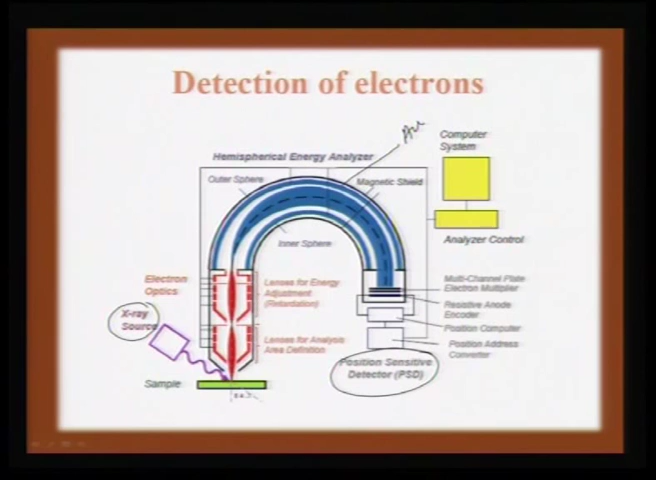 Detection of electrons
Hemispherical Energy Analyzer
Computer
System
Outer Sphere
Magnetic Shield
Analyzer Control
Inner Sphere
Electron
Optics
Lenses for Energy
Adjustment
(Retardation)
Multi-Channel Plate
Electron Multiplier
Resistive Anode
Encoder
X-ray
Source
Position Computer
Lenses for Analysis
Area Definition
Position Address
Converter
Position Sensitive
Detector (PSD)
Sample